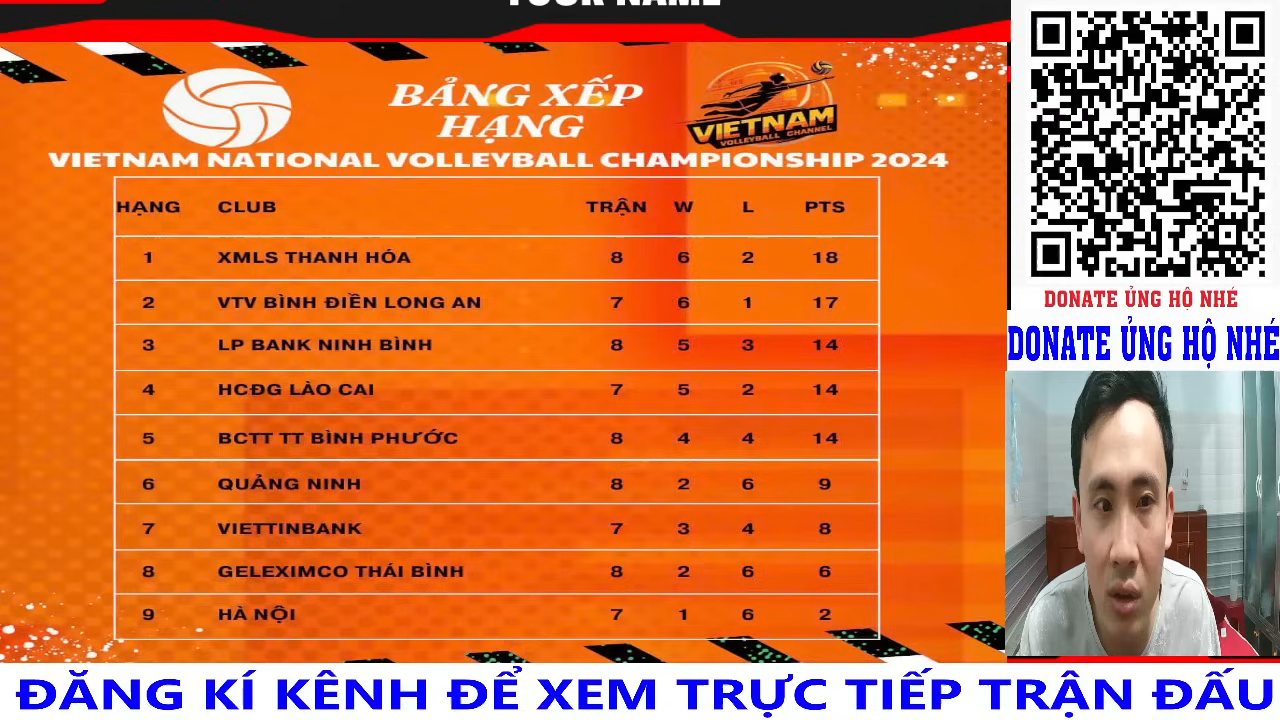 YOUR NAME
BẢNG XẾP
HẠNG
VIETNAM
VOLLEYBALL CHANNEL
VIETNAM NATIONAL VOLLEYBALL CHAMPIONSHIP 2024
HẠNG CLUB TRẬN W L PTS
1 XMLS THANH HÓA 8 6 2 18
2 VTV BÌNH ĐIỀN LONG AN 7 6 1 17
3 LP BANK NINH BÌNH 8 5 3 14
4 HCĐG LÀO CAI 7 5 2 14
5 BCTT TT BÌNH PHƯỚC 8 4 4 14
6 QUẢNG NINH 8 2 6 9
7 VIETTINBANK 7 3 4 8
8 GELEXIMCO THÁI BÌNH 8 2 6 6
9 HÀ NỘI 7 1 6 2
DONATE ỦNG HỘ NHÉ
DONATE ỦNG HỘ NHÉ
ĐĂNG KÍ KÊNH ĐỂ XEM TRỰC TIẾP TRẬN ĐẤU